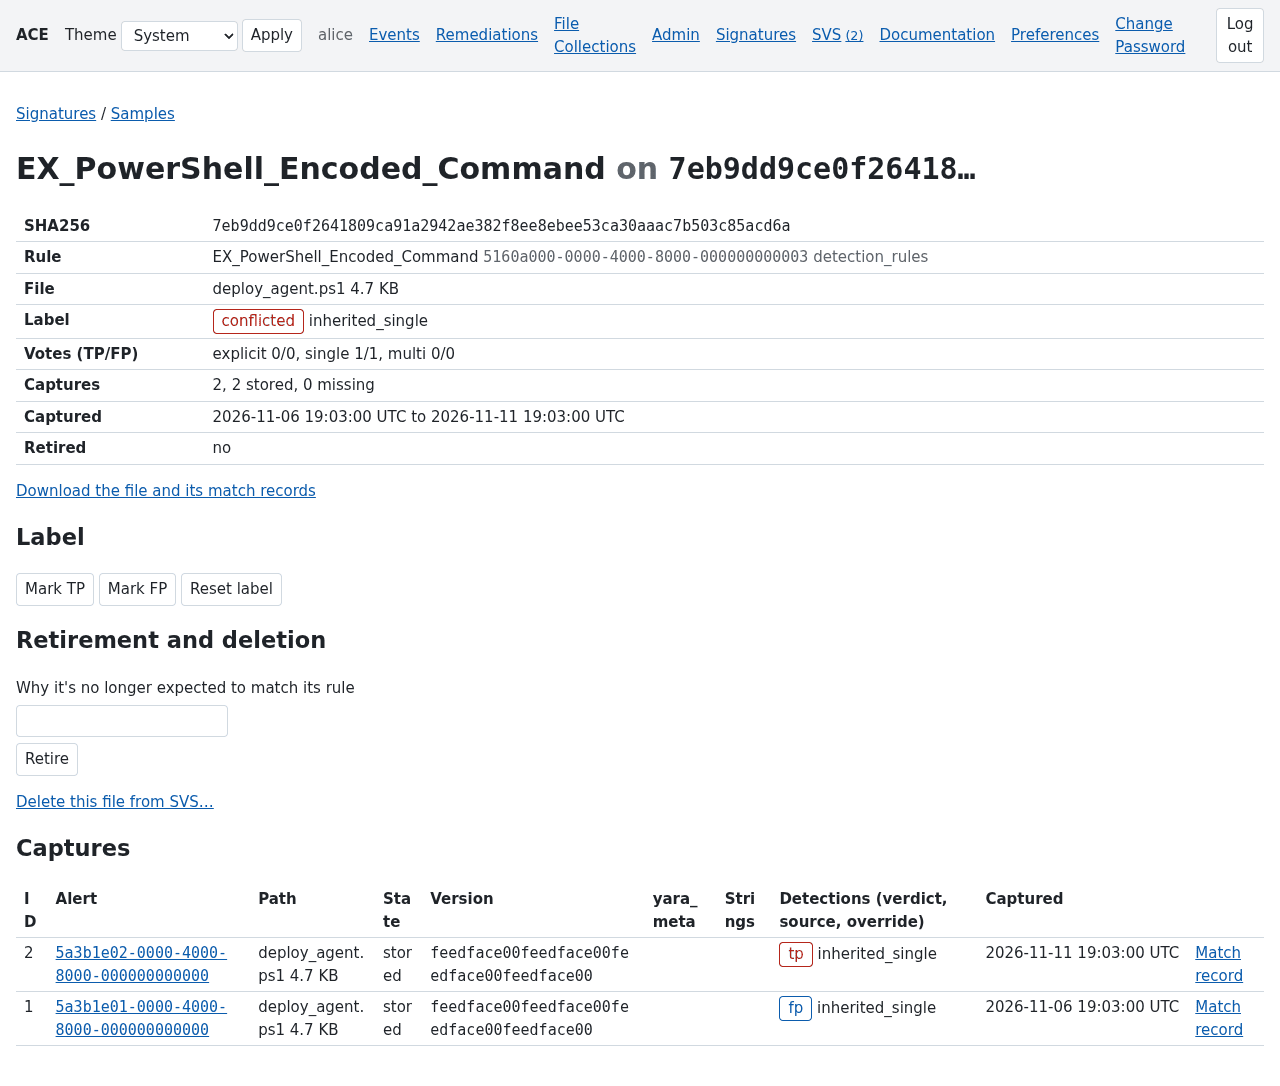 ACE Theme System Apply alice Events Remediations File Collections Admin Signatures SVS (2) Documentation Preferences Change Password Log out
Signatures / Samples
EX_PowerShell_Encoded_Command on 7eb9dd9ce0f26418…
SHA256 7eb9dd9ce0f2641809ca91a2942ae382f8ee8ebee53ca30aaac7b503c85acd6a
Rule EX_PowerShell_Encoded_Command 5160a000-0000-4000-8000-000000000003 detection_rules
File deploy_agent.ps1 4.7 KB
Label conflicted inherited_single
Votes (TP/FP) explicit 0/0, single 1/1, multi 0/0
Captures 2, 2 stored, 0 missing
Captured 2026-11-06 19:03:00 UTC to 2026-11-11 19:03:00 UTC
Retired no
Download the file and its match records
Label
Mark TP Mark FP Reset label
Retirement and deletion
Why it's no longer expected to match its rule
Retire
Delete this file from SVS…
Captures
ID Alert Path State Version yara_meta Strings Detections (verdict, source, override) Captured
2 5a3b1e02-0000-4000-8000-000000000000 deploy_agent.ps1 4.7 KB stored feedface00feedface00feedface00feedface00 tp inherited_single 2026-11-11 19:03:00 UTC Match record
1 5a3b1e01-0000-4000-8000-000000000000 deploy_agent.ps1 4.7 KB stored feedface00feedface00feedface00feedface00 fp inherited_single 2026-11-06 19:03:00 UTC Match record